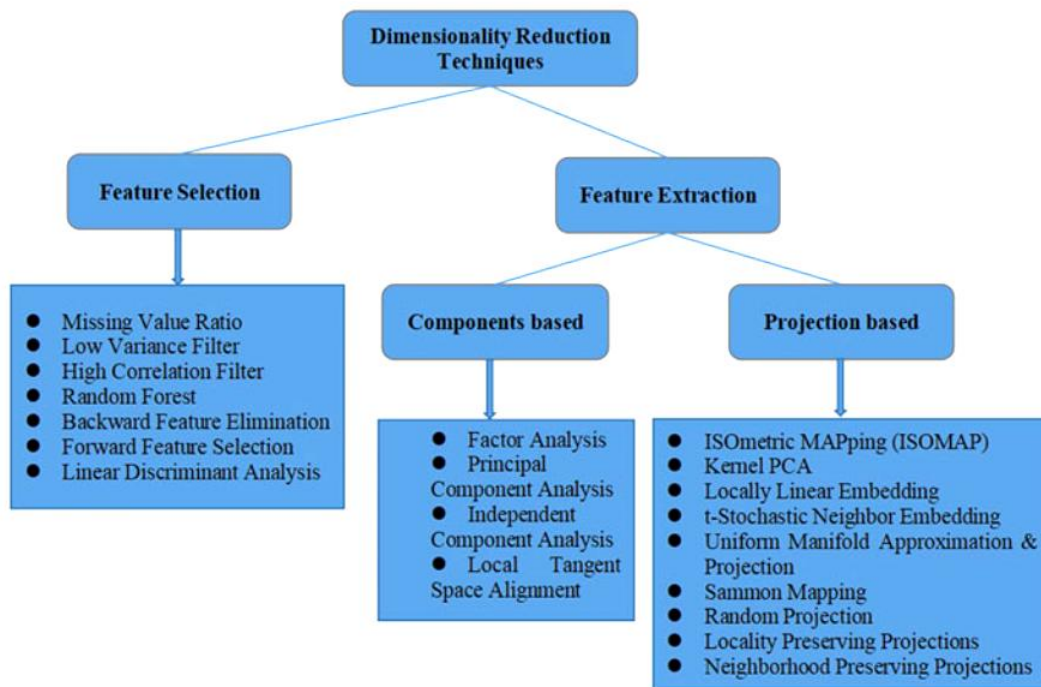 Dimensionality Reduction
Techniques
Feature Selection
Feature Extraction
● Missing Value Ratio
● Low Variance Filter
● High Correlation Filter
● Random Forest
● Backward Feature Elimination
● Forward Feature Selection
● Linear Discriminant Analysis
Components based
Projection based
● Factor Analysis
● Principal
Component Analysis
● Independent
Component Analysis
● Local Tangent
Space Alignment
● ISOmetric MAPping (ISOMAP)
● Kernel PCA
● Locally Linear Embedding
● t-Stochastic Neighbor Embedding
● Uniform Manifold Approximation &
Projection
● Sammon Mapping
● Random Projection
● Locality Preserving Projections
● Neighborhood Preserving Projections